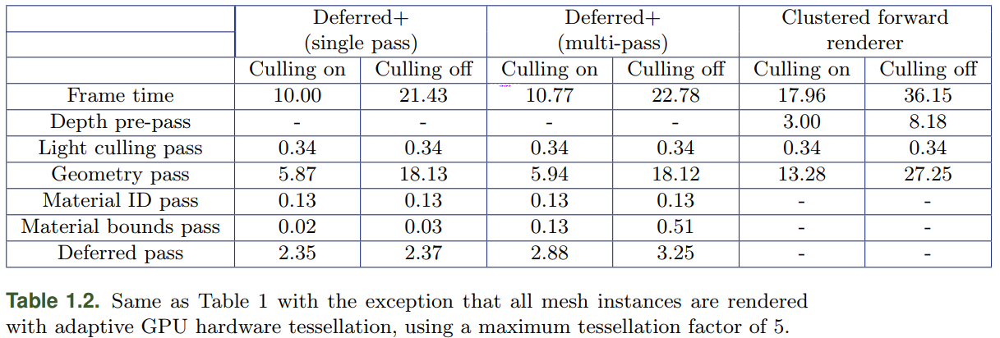 Deferred+ Deferred+ Clustered forward
(single pass) (multi-pass) renderer
Culling on Culling off Culling on Culling off Culling on Culling off
Frame time 10.00 21.43 10.77 22.78 17.96 36.15
Depth pre-pass - - - - 3.00 8.18
Light culling pass 0.34 0.34 0.34 0.34 0.34 0.34
Geometry pass 5.87 18.13 5.94 18.12 13.28 27.25
Material ID pass 0.13 0.13 0.13 0.13 - -
Material bounds pass 0.02 0.03 0.13 0.51 - -
Deferred pass 2.35 2.37 2.88 3.25 - -
Table 1.2. Same as Table 1 with the exception that all mesh instances are rendered
with adaptive GPU hardware tessellation, using a maximum tessellation factor of 5.